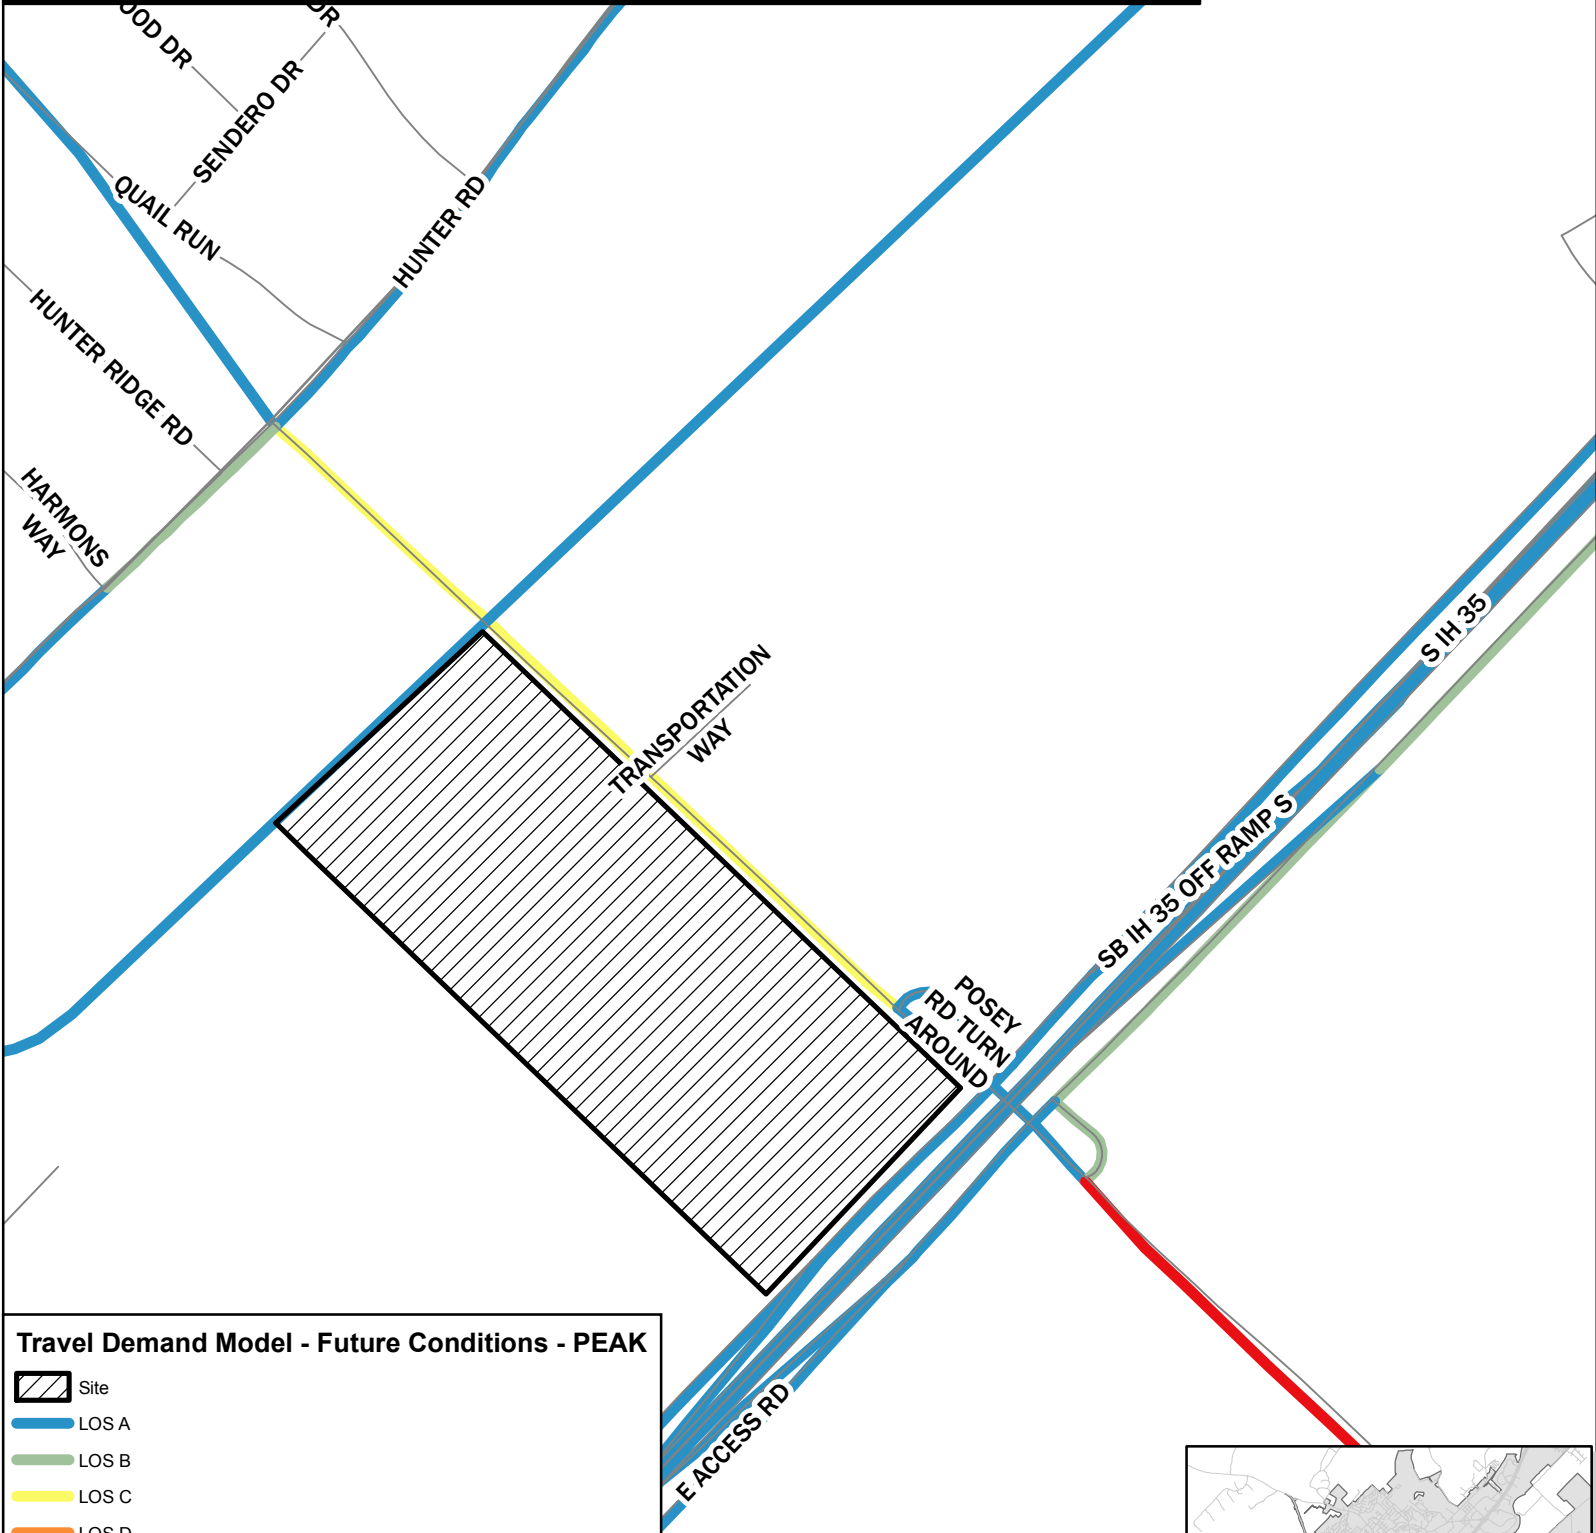 OOD DR
DR
SENDERO DR
QUAIL RUN
HUNTER RD
HUNTER RIDGE RD
HARMONS
WAY
TRANSPORTATION
WAY
S IH 35
SB IH 35 OFF RAMP S
POSEY
RD TURN
AROUND
E ACCESS RD
Travel Demand Model - Future Conditions - PEAK
Site
LOS A
LOS B
LOS C
LOS D